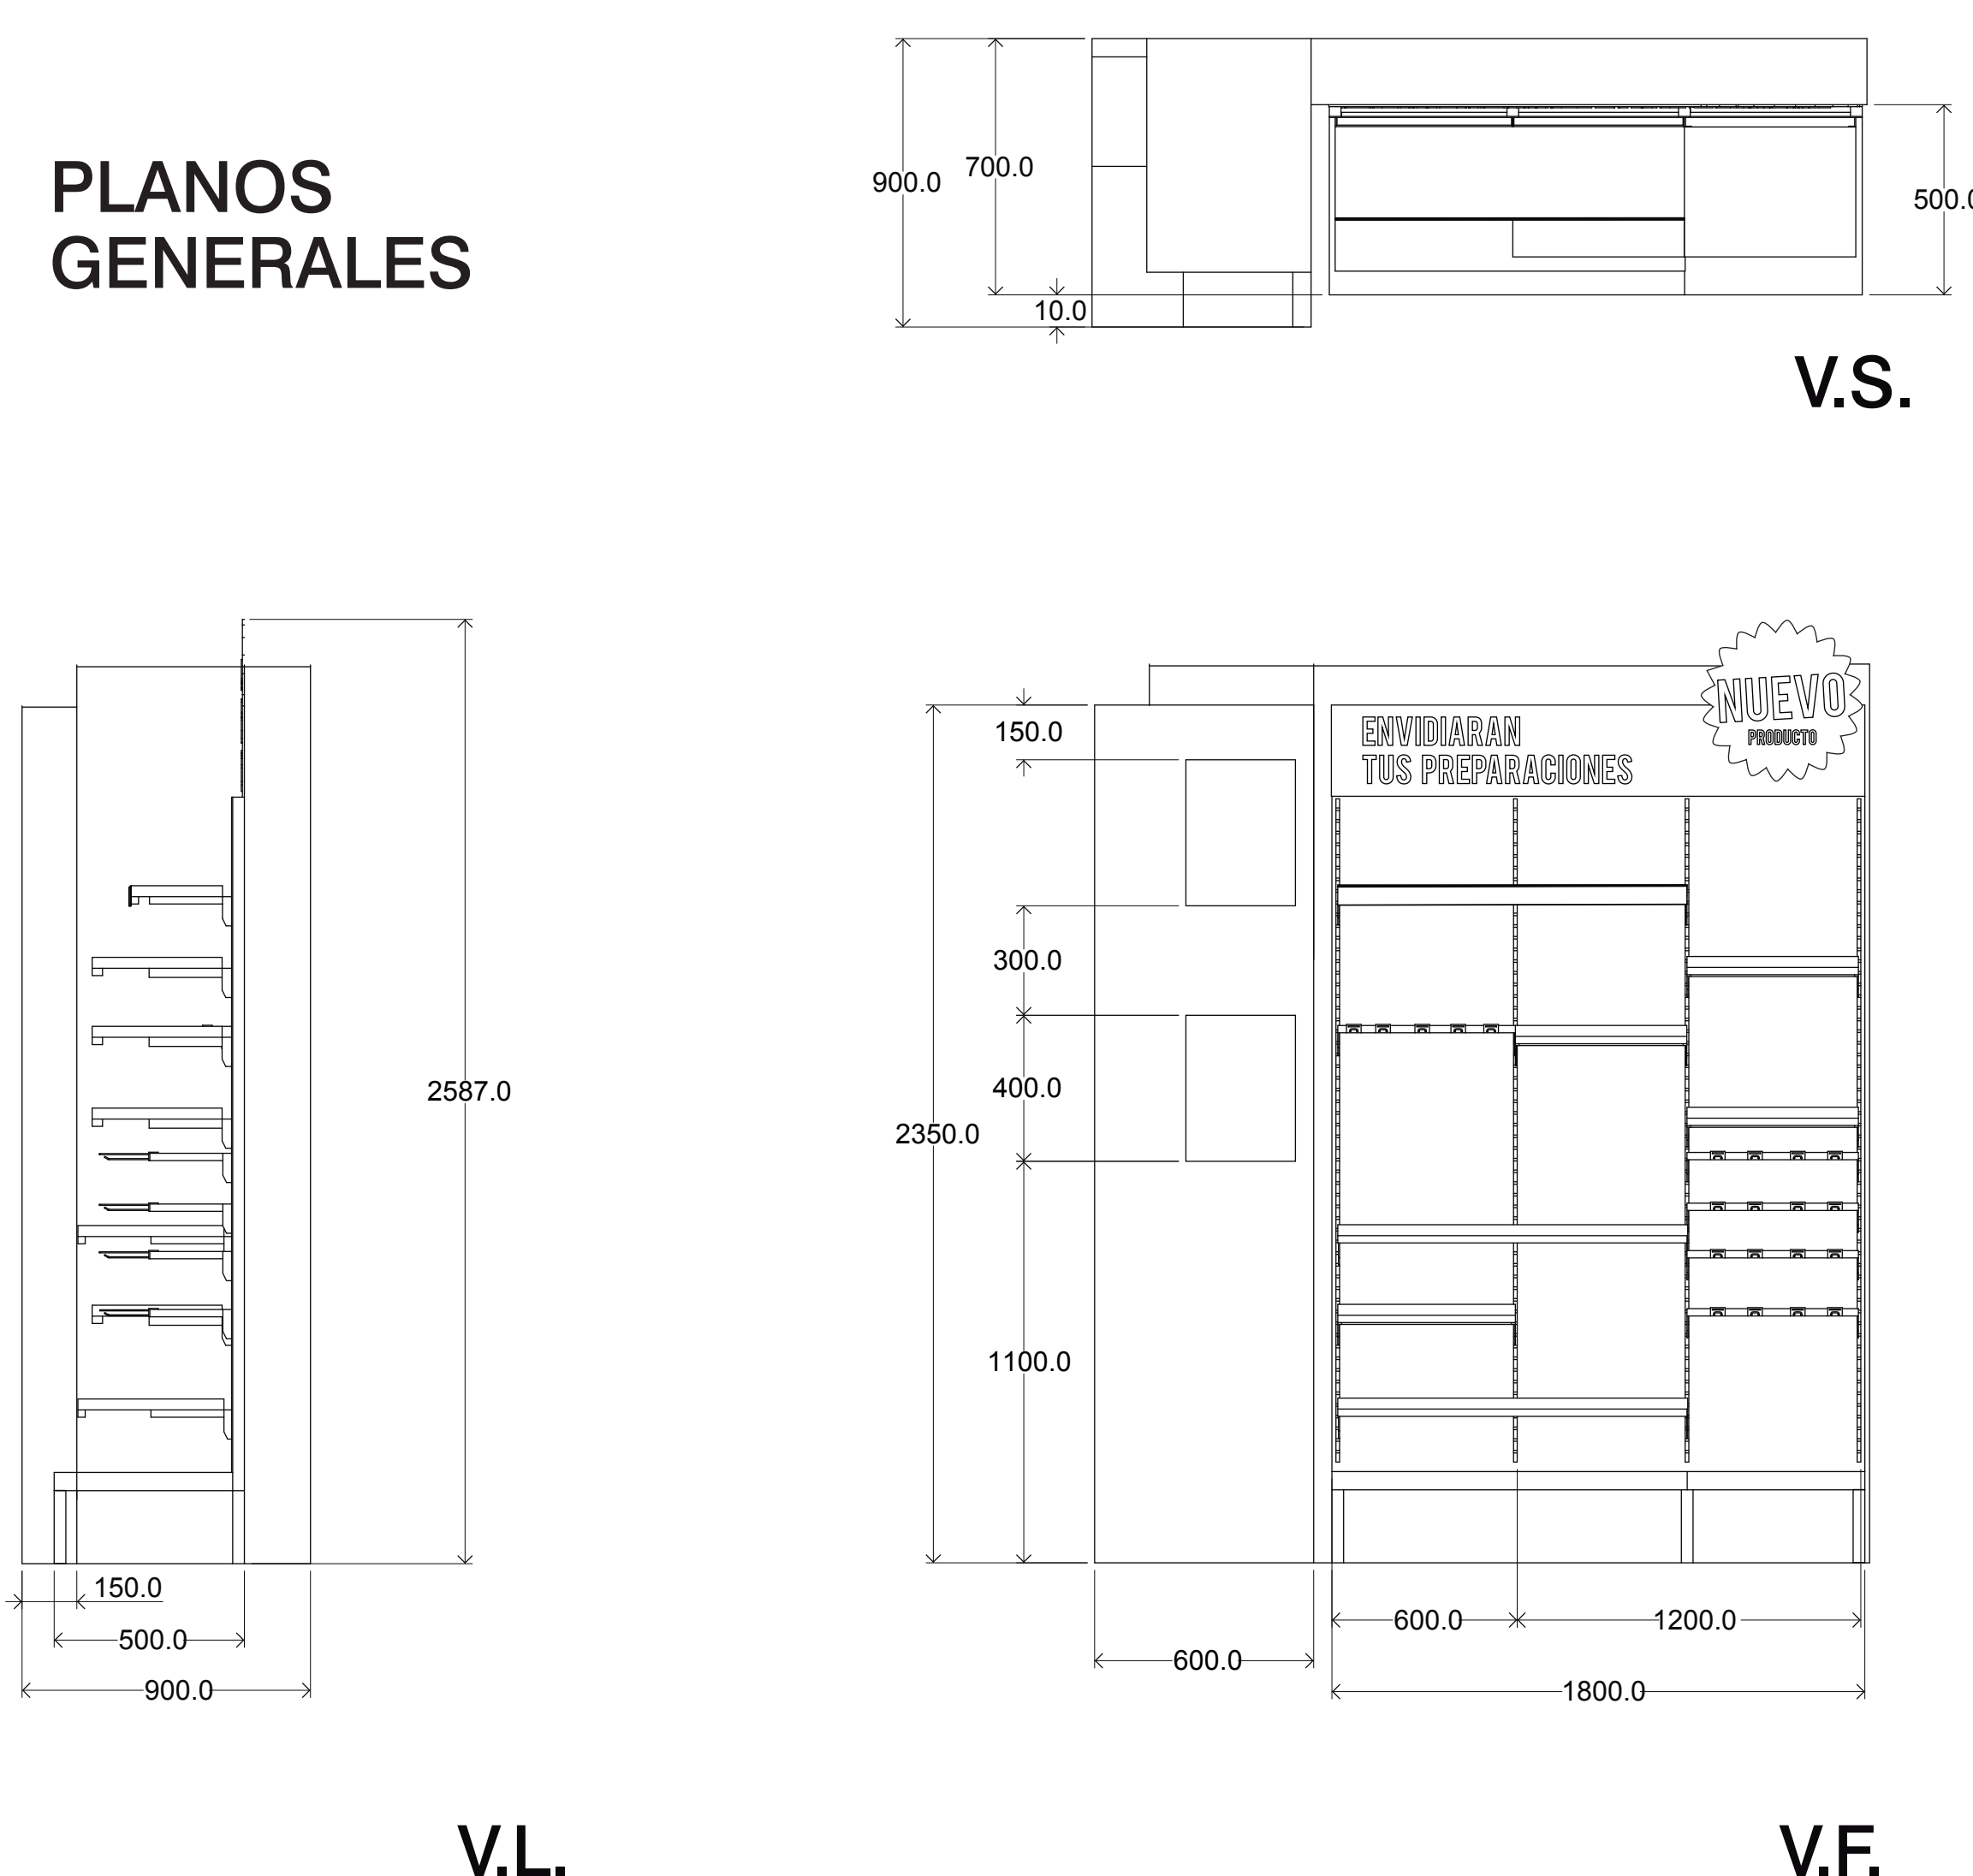 PLANOS
GENERALES
900.0
700.0
10.0
500.0
V.S.
2587.0
150.0
500.0
900.0
V.L.
ENVIDIARAN
TUS PREPARACIONES
NUEVO
PRODUCTO
150.0
300.0
400.0
2350.0
1100.0
600.0
1200.0
600.0
1800.0
V.F.